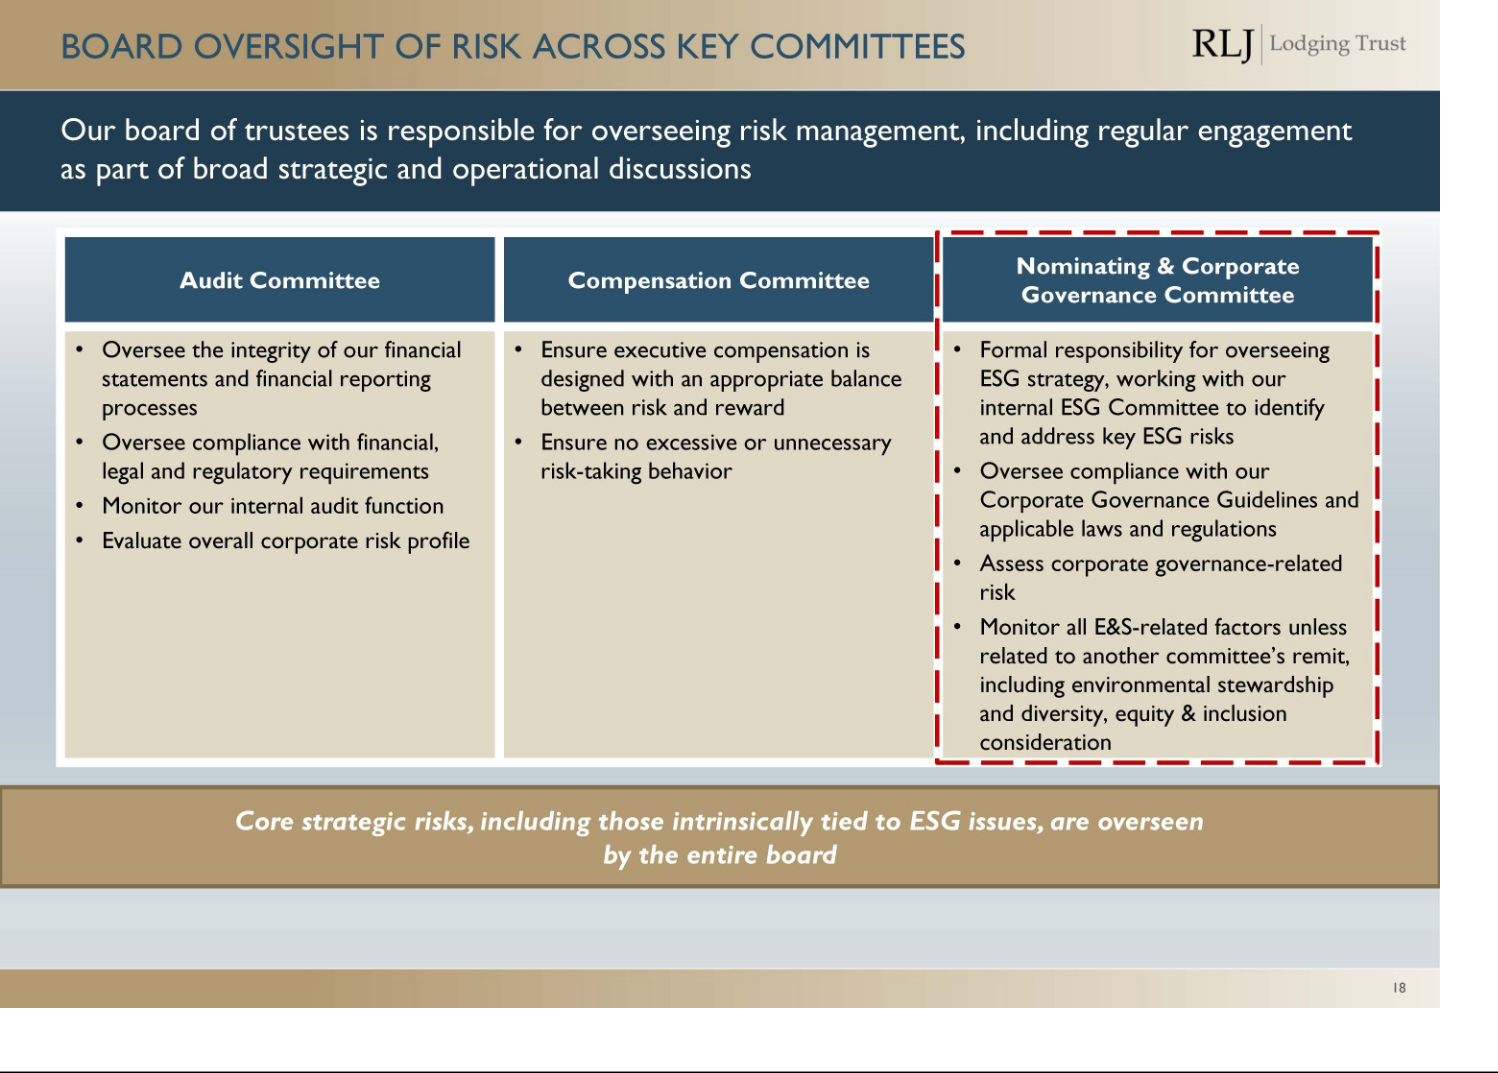 BOARD OVERSIGHT OF RISK ACROSS KEY COMMITTEES
RLJ Lodging Trust
Our board of trustees is responsible for overseeing risk management, including regular engagement
as part of broad strategic and operational discussions
Audit Committee
• Oversee the integrity of our financial
statements and financial reporting
processes
• Oversee compliance with financial,
legal and regulatory requirements
• Monitor our internal audit function
• Evaluate overall corporate risk profile
Compensation Committee
• Ensure executive compensation is
designed with an appropriate balance
between risk and reward
• Ensure no excessive or unnecessary
risk-taking behavior
Nominating & Corporate
Governance Committee
• Formal responsibility for overseeing
ESG strategy, working with our
internal ESG Committee to identify
and address key ESG risks
• Oversee compliance with our
Corporate Governance Guidelines and
applicable laws and regulations
• Assess corporate governance-related
risk
• Monitor all E&S-related factors unless
related to another committee's remit,
including environmental stewardship
and diversity, equity & inclusion
consideration
Core strategic risks, including those intrinsically tied to ESG issues, are overseen
by the entire board
18